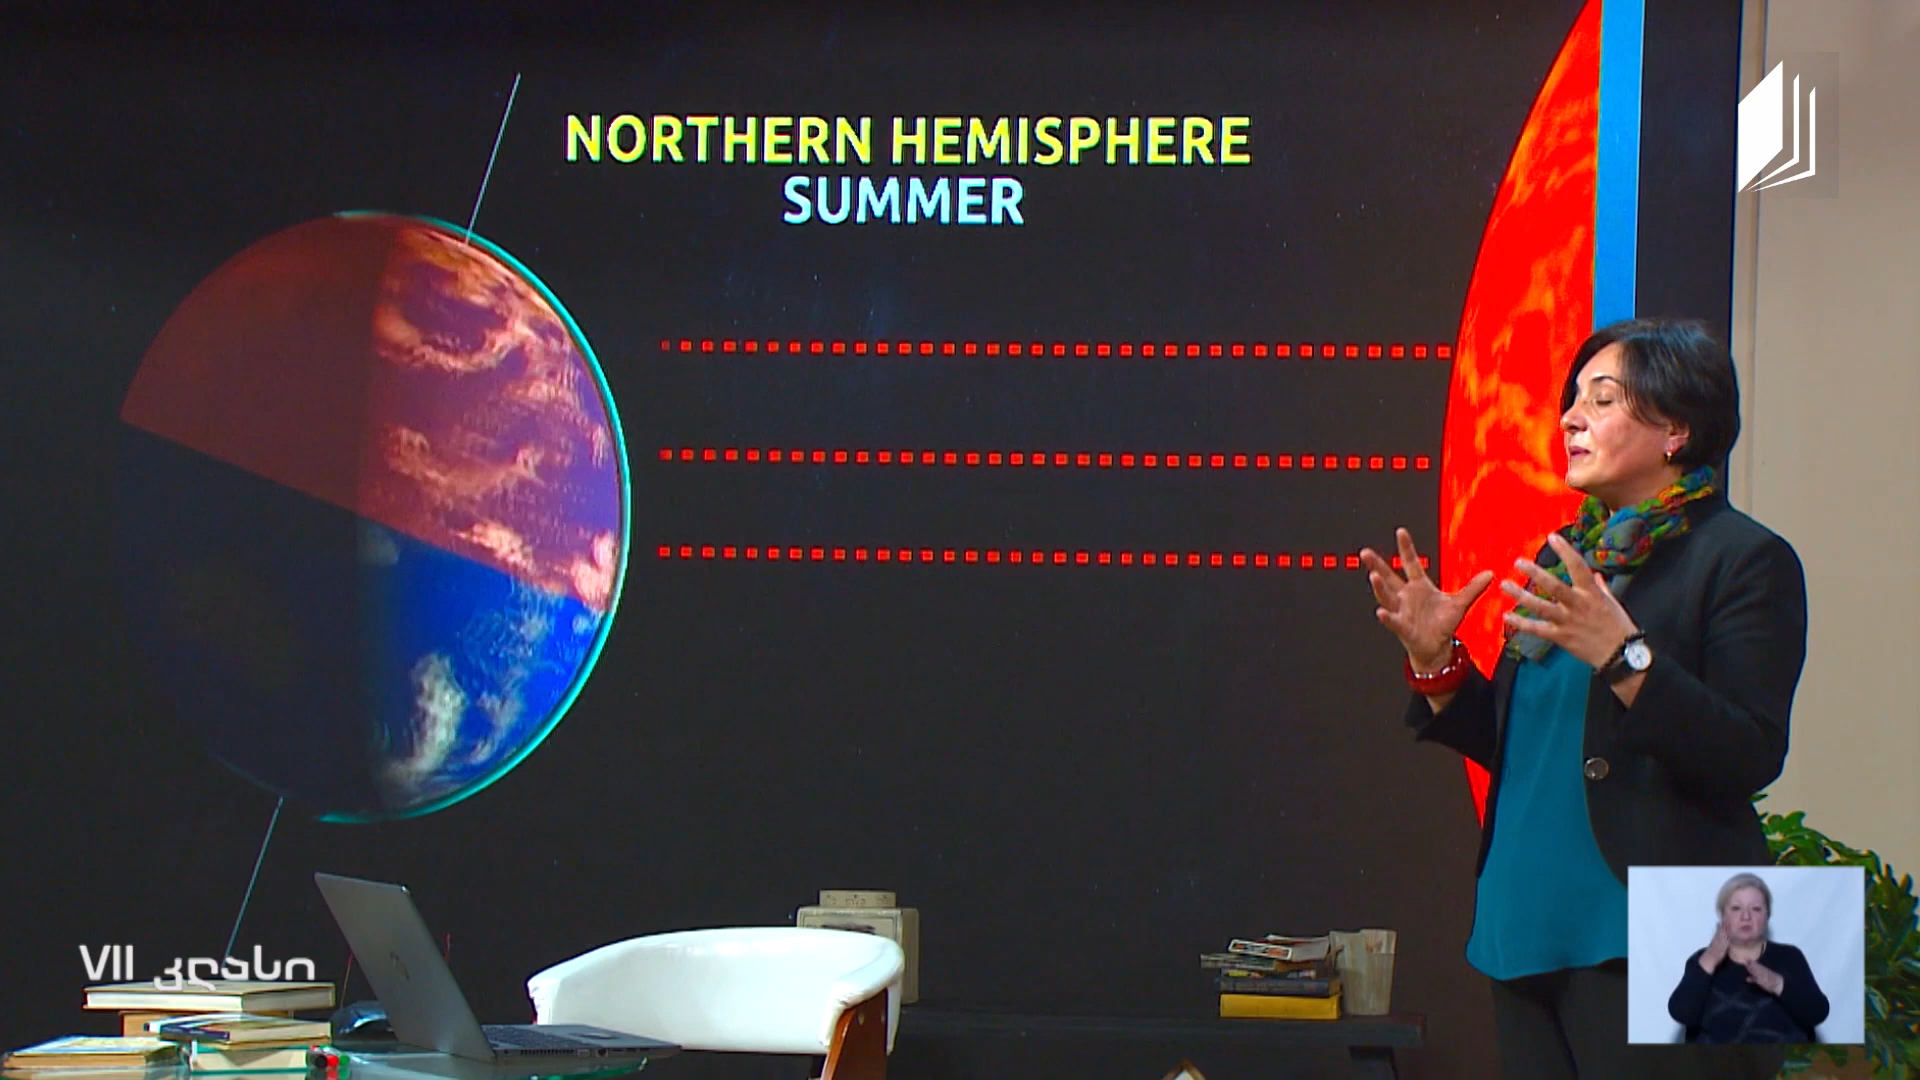 NORTHERN HEMISPHERE
SUMMER
VII კლასი